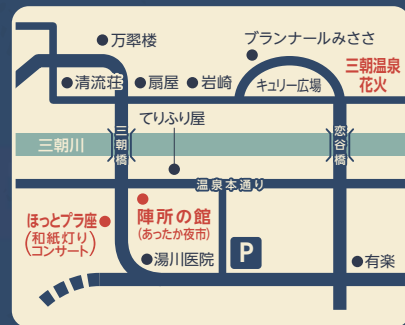 万翆楼
ブランナールみささ
三朝温泉
花火
清流荘
扇屋
岩崎
キュリー広場
てりふり屋
三朝川
三朝橋
恋谷橋
温泉本通り
ほっとプラ座
(和紙灯り
コンサート)
陣所の館
(あったか夜市)
P
湯川医院
有楽